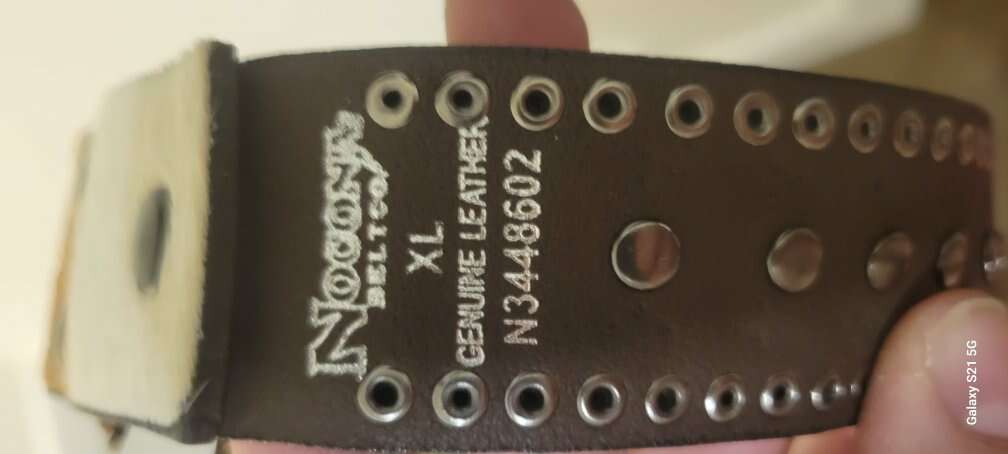 Nocona
BELT CO.
XL
GENUINE LEATHER
N3448602
Galaxy S21 5G